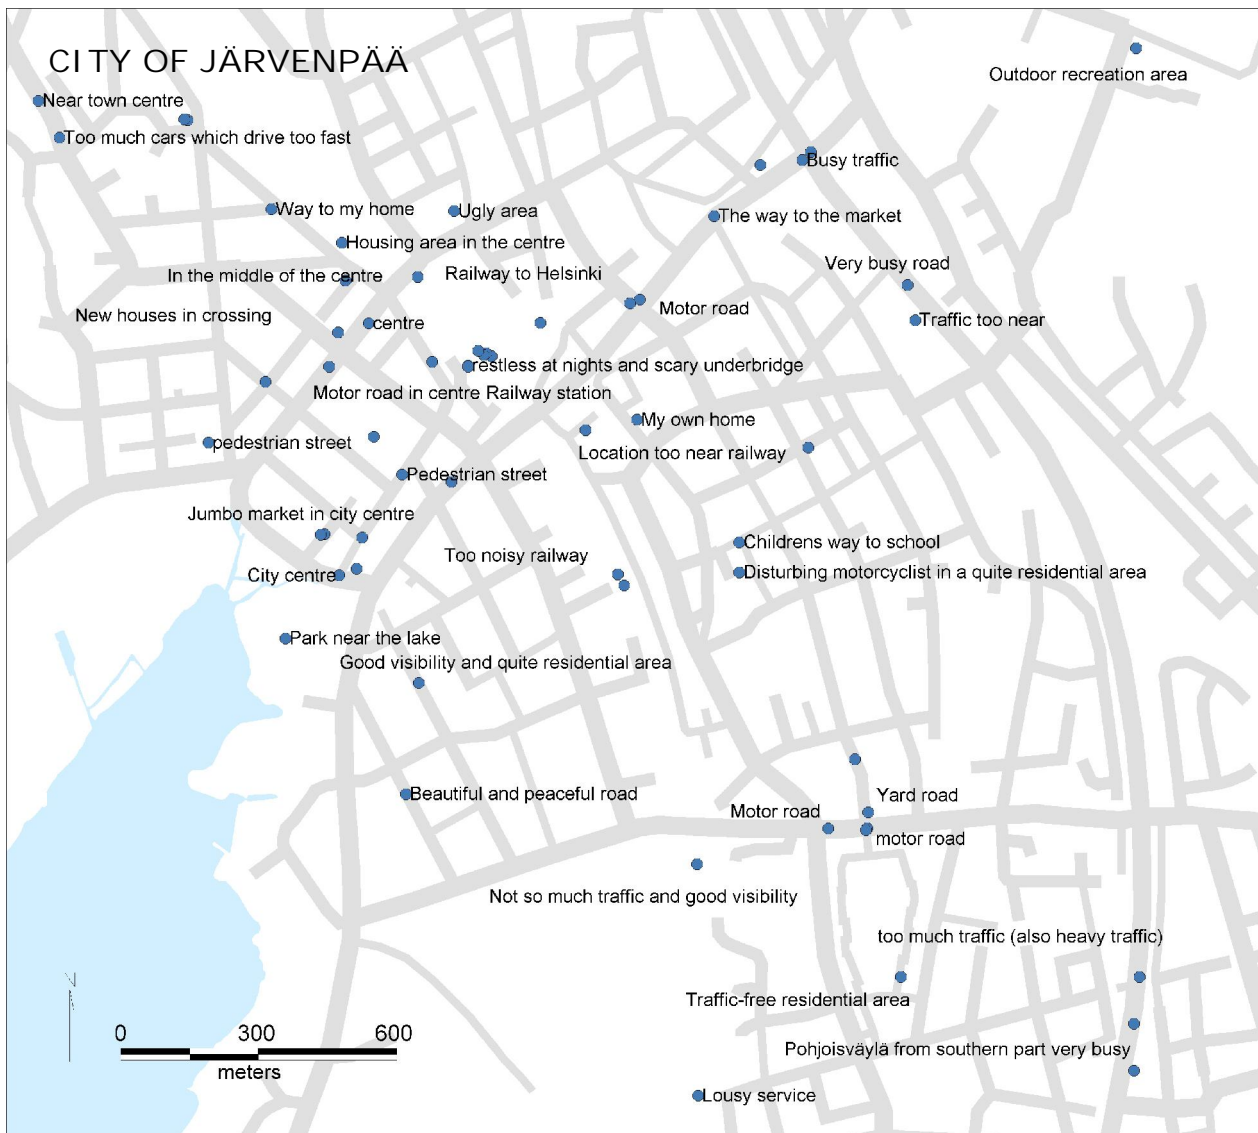 CITY OF JÄRVENPÄÄ
Outdoor recreation area
Near town centre
Too much cars which drive too fast
Busy traffic
Way to my home
Ugly area
The way to the market
Housing area in the centre
Very busy road
In the middle of the centre
Railway to Helsinki
Motor road
New houses in crossing
centre
Traffic too near
restless at nights and scary underbridge
Motor road in centre
Railway station
My own home
pedestrian street
Location too near railway
Pedestrian street
Jumbo market in city centre
Childrens way to school
Too noisy railway
City centre
Disturbing motorcyclist in a quite residential area
Park near the lake
Good visibility and quite residential area
Beautiful and peaceful road
Yard road
Motor road
motor road
Not so much traffic and good visibility
too much traffic (also heavy traffic)
N
Traffic-free residential area
0 300 600
Pohjoisväylä from southern part very busy
meters
Lousy service